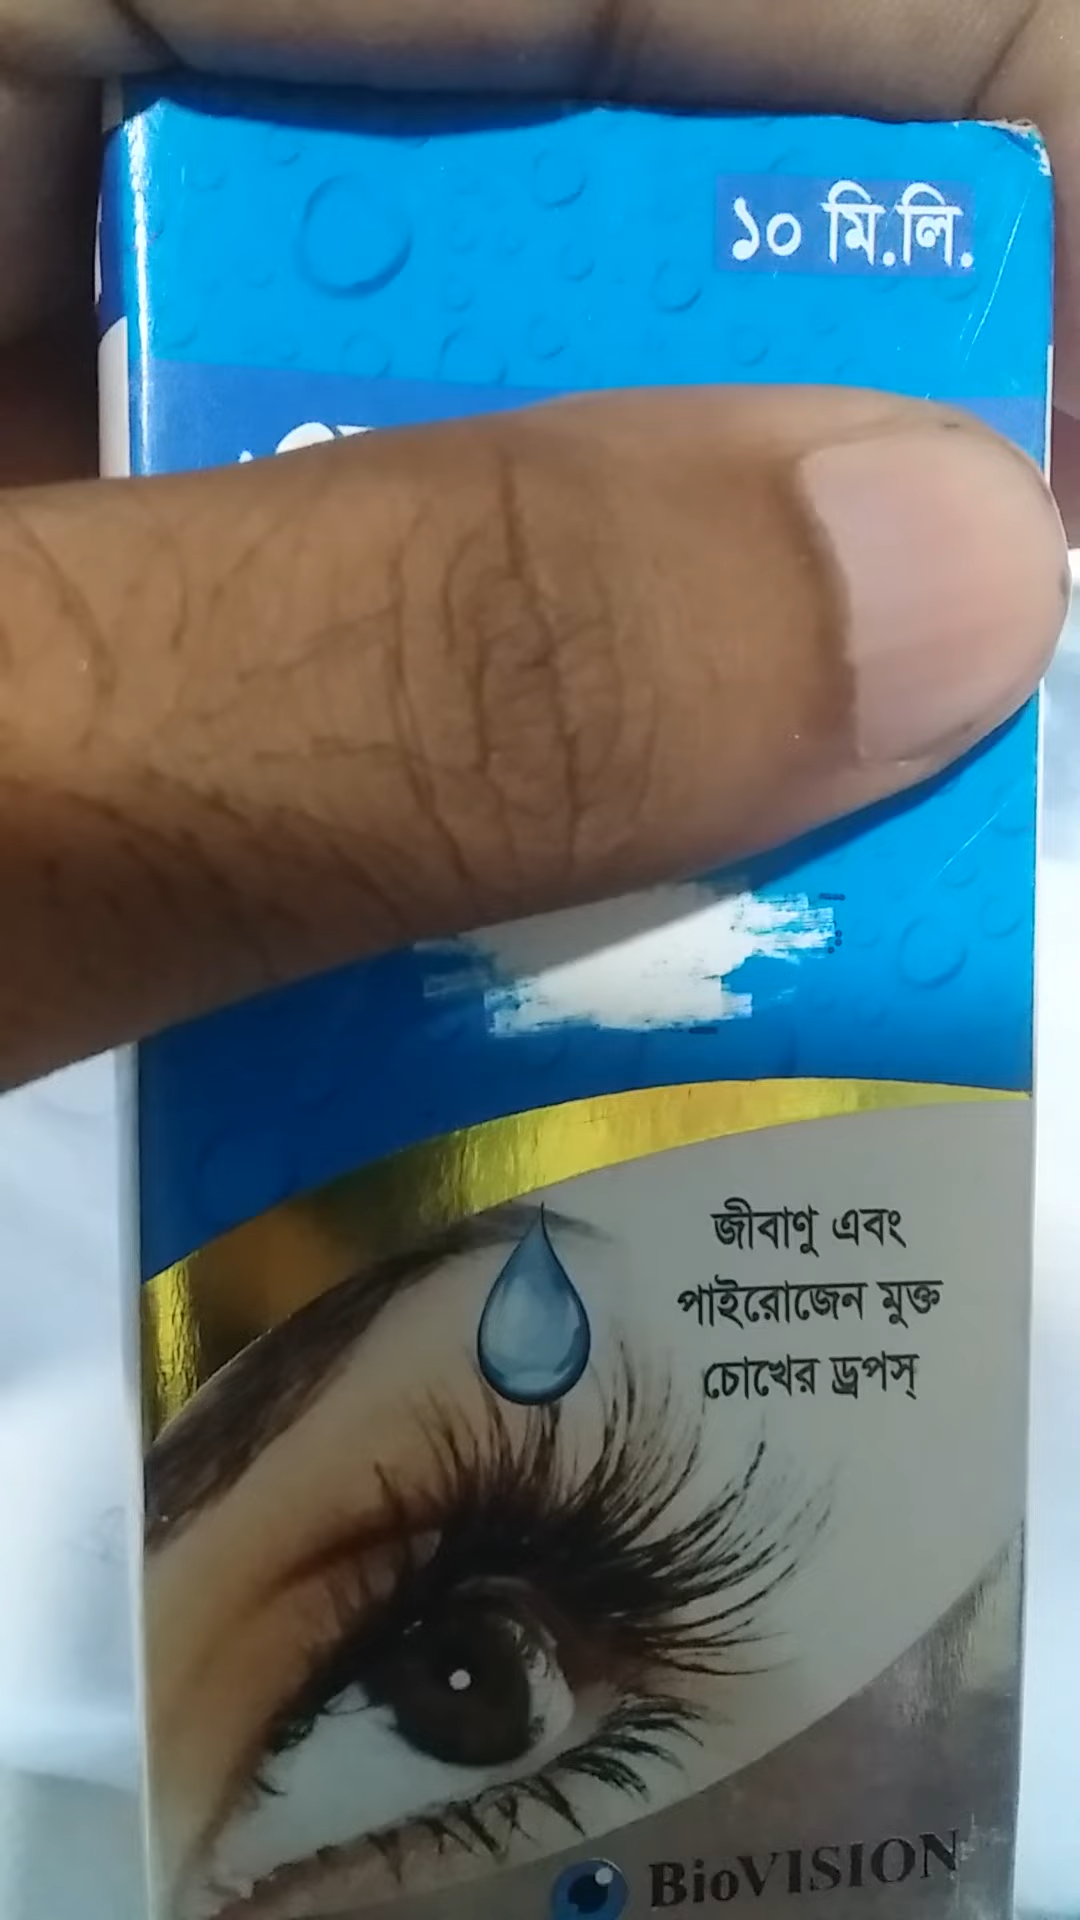 ১০ মি.লি.
জীবাণু এবং
পাইরোজেন মুক্ত
চোখের ড্রপস্
BioVISION